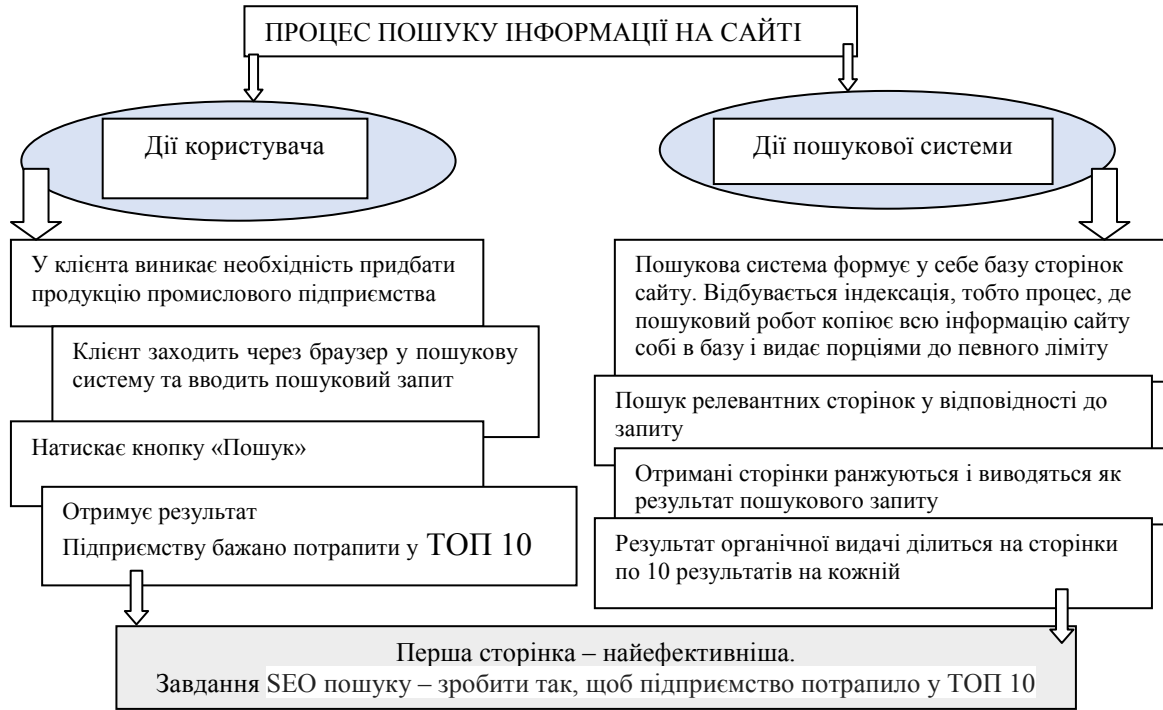 ПРОЦЕС ПОШУКУ ІНФОРМАЦІЇ НА САЙТІ
Дії користувача
У клієнта виникає необхідність придбати
продукцію промислового підприємства
Клієнт заходить через браузер у пошукову
систему та вводить пошуковий запит
Натискає кнопку «Пошук»
Отримує результат
Підприємству бажано потрапити у ТОП 10
Дії пошукової системи
Пошукова система формує у себе базу сторінок
сайту. Відбувається індексація, тобто процес, де
пошуковий робот копіює всю інформацію сайту
собі в базу і видає порціями до певного ліміту
Пошук релевантних сторінок у відповідності до
запиту
Отримані сторінки ранжуються і виводяться як
результат пошукового запиту
Результат органічної видачі ділиться на сторінки
по 10 результатів на кожній
Перша сторінка – найефективніша.
Завдання SEO пошуку – зробити так, щоб підприємство потрапило у ТОП 10